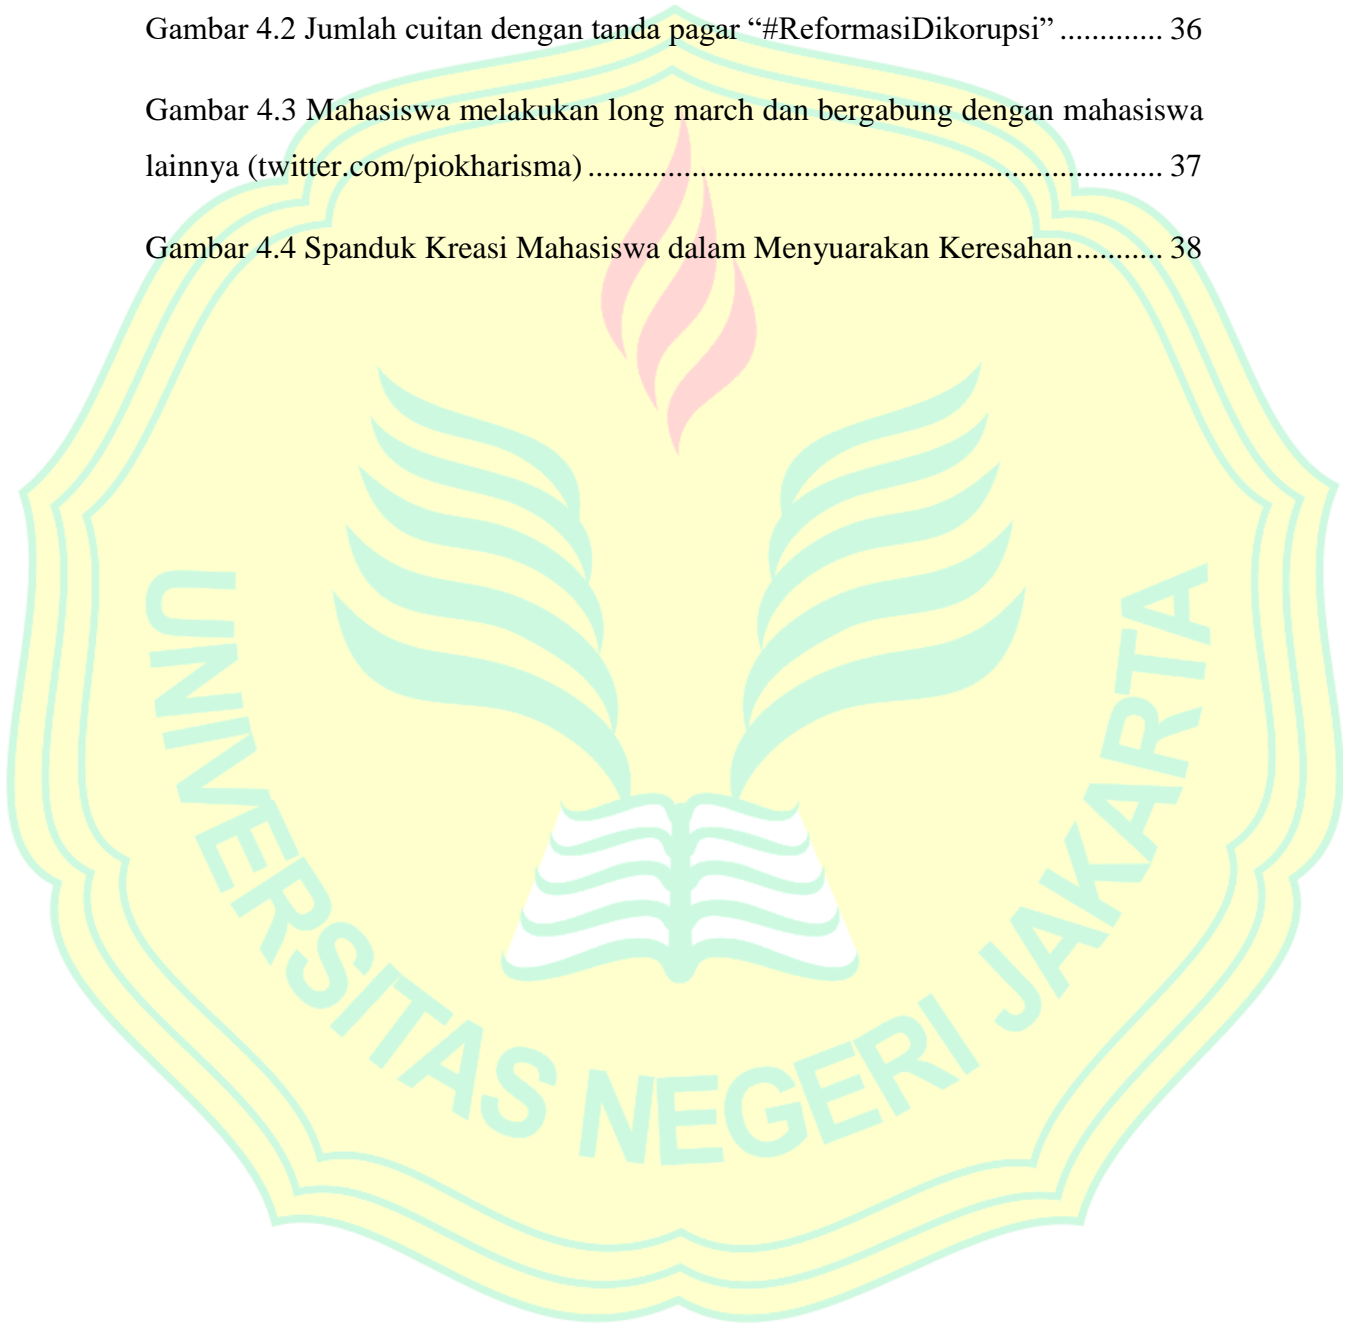 Gambar 4.2 Jumlah cuitan dengan tanda pagar “#ReformasiDikorupsi” ............. 36
Gambar 4.3 Mahasiswa melakukan long march dan bergabung dengan mahasiswa
lainnya (twitter.com/piokharisma) ....................................................................... 37
Gambar 4.4 Spanduk Kreasi Mahasiswa dalam Menyuarakan Keresahan........... 38
UNIVERSITAS NEGERI JAKARTA